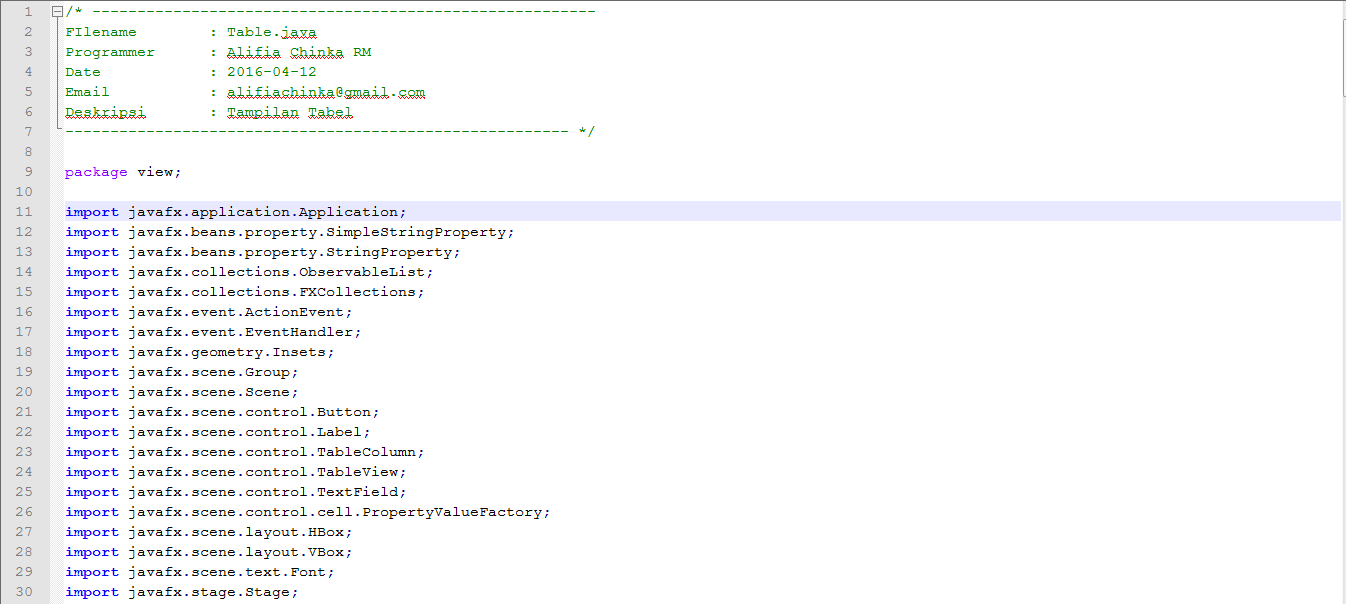 1 /* --------------------------------------------------------
2 FIlename : Table.java
3 Programmer : Alifia Chinka RM
4 Date : 2016-04-12
5 Email : alifiachinka@gmail.com
6 Deskripsi : Tampilan Tabel
7 -------------------------------------------------------- */
8
9 package view;
10
11 import javafx.application.Application;
12 import javafx.beans.property.SimpleStringProperty;
13 import javafx.beans.property.StringProperty;
14 import javafx.collections.ObservableList;
15 import javafx.collections.FXCollections;
16 import javafx.event.ActionEvent;
17 import javafx.event.EventHandler;
18 import javafx.geometry.Insets;
19 import javafx.scene.Group;
20 import javafx.scene.Scene;
21 import javafx.scene.control.Button;
22 import javafx.scene.control.Label;
23 import javafx.scene.control.TableColumn;
24 import javafx.scene.control.TableView;
25 import javafx.scene.control.TextField;
26 import javafx.scene.control.cell.PropertyValueFactory;
27 import javafx.scene.layout.HBox;
28 import javafx.scene.layout.VBox;
29 import javafx.scene.text.Font;
30 import javafx.stage.Stage;